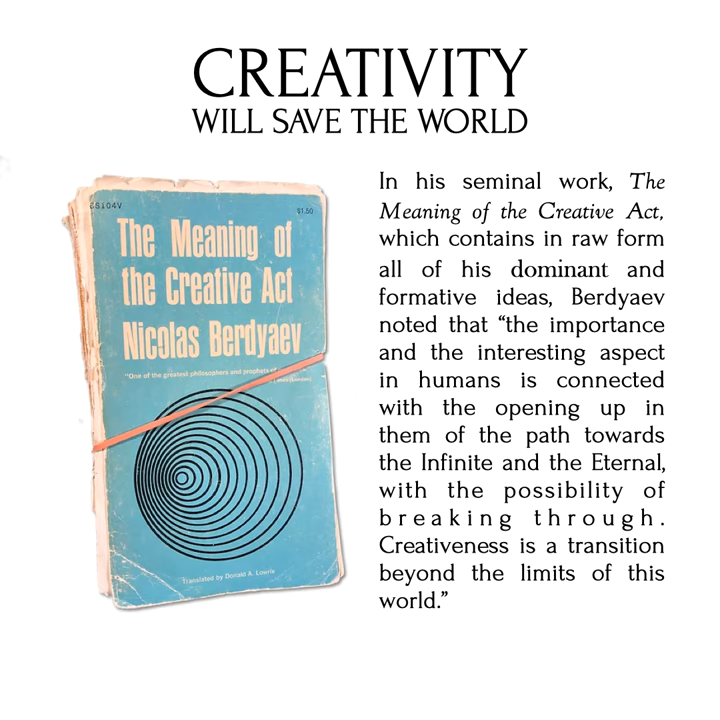 CREATIVITY
WILL SAVE THE WORLD
ES104V
$1.50
The Meaning of
the Creative Act
Nicolas Berdyaev
"One of the greatest philosophers and prophets of
Translated by Donald A. Lowrie
In his seminal work, The
Meaning of the Creative Act,
which contains in raw form
all of his dominant and
formative ideas, Berdyaev
noted that “the importance
and the interesting aspect
in humans is connected
with the opening up in
them of the path towards
the Infinite and the Eternal,
with the possibility of
breaking through.
Creativeness is a transition
beyond the limits of this
world.”